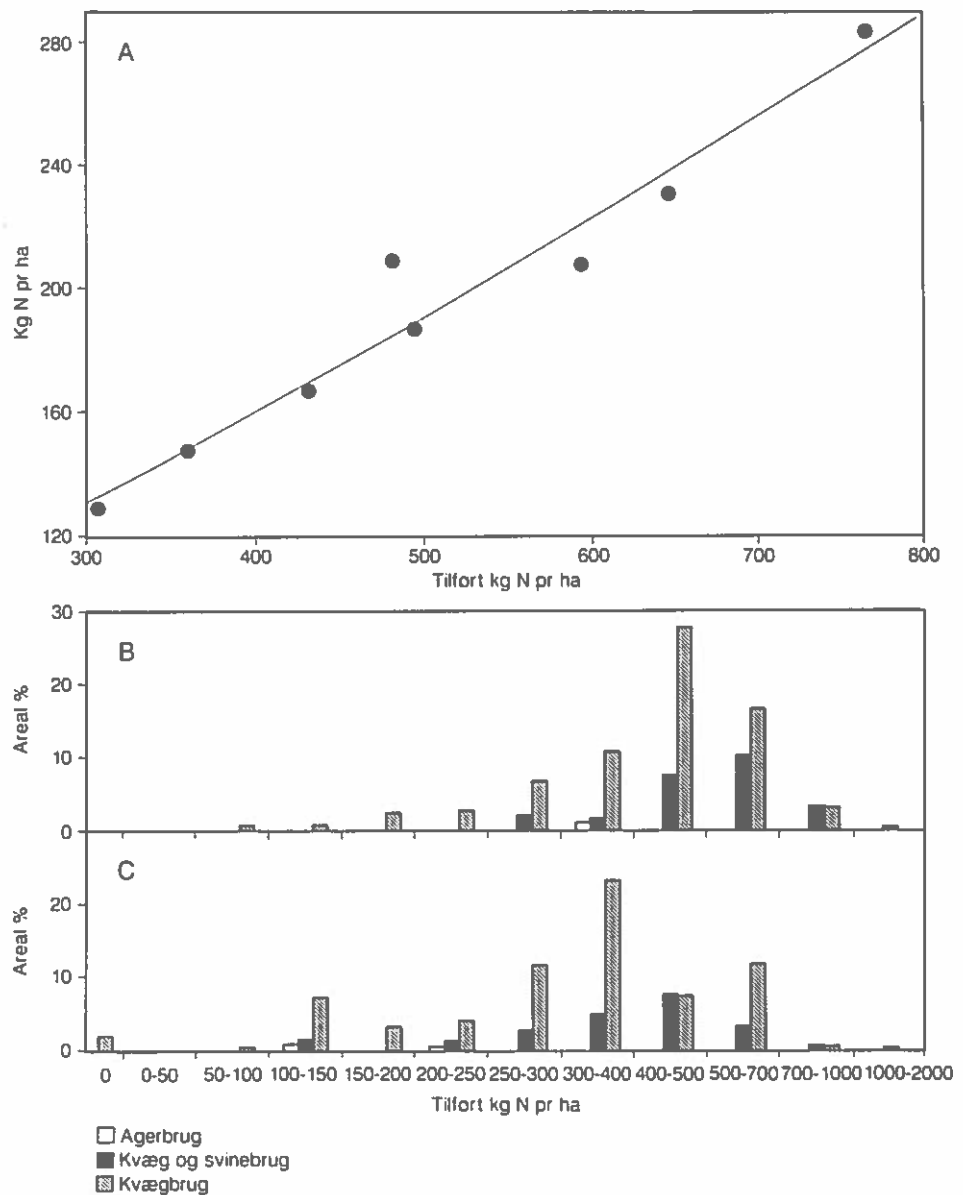 A
280
240
200
160
120
Kg N pr ha
300 400 500 600 700 800
Tilført kg N pr ha
B
30
20
10
0
Areal %
C
20
10
0
Areal %
0 0-50 50-100 100-150 150-200 200-250 250-300 300-400 400-500 500-700 700-1000 1000-2000
Tilført kg N pr ha
Agerbrug
Kvæg og svinebrug
Kvægbrug